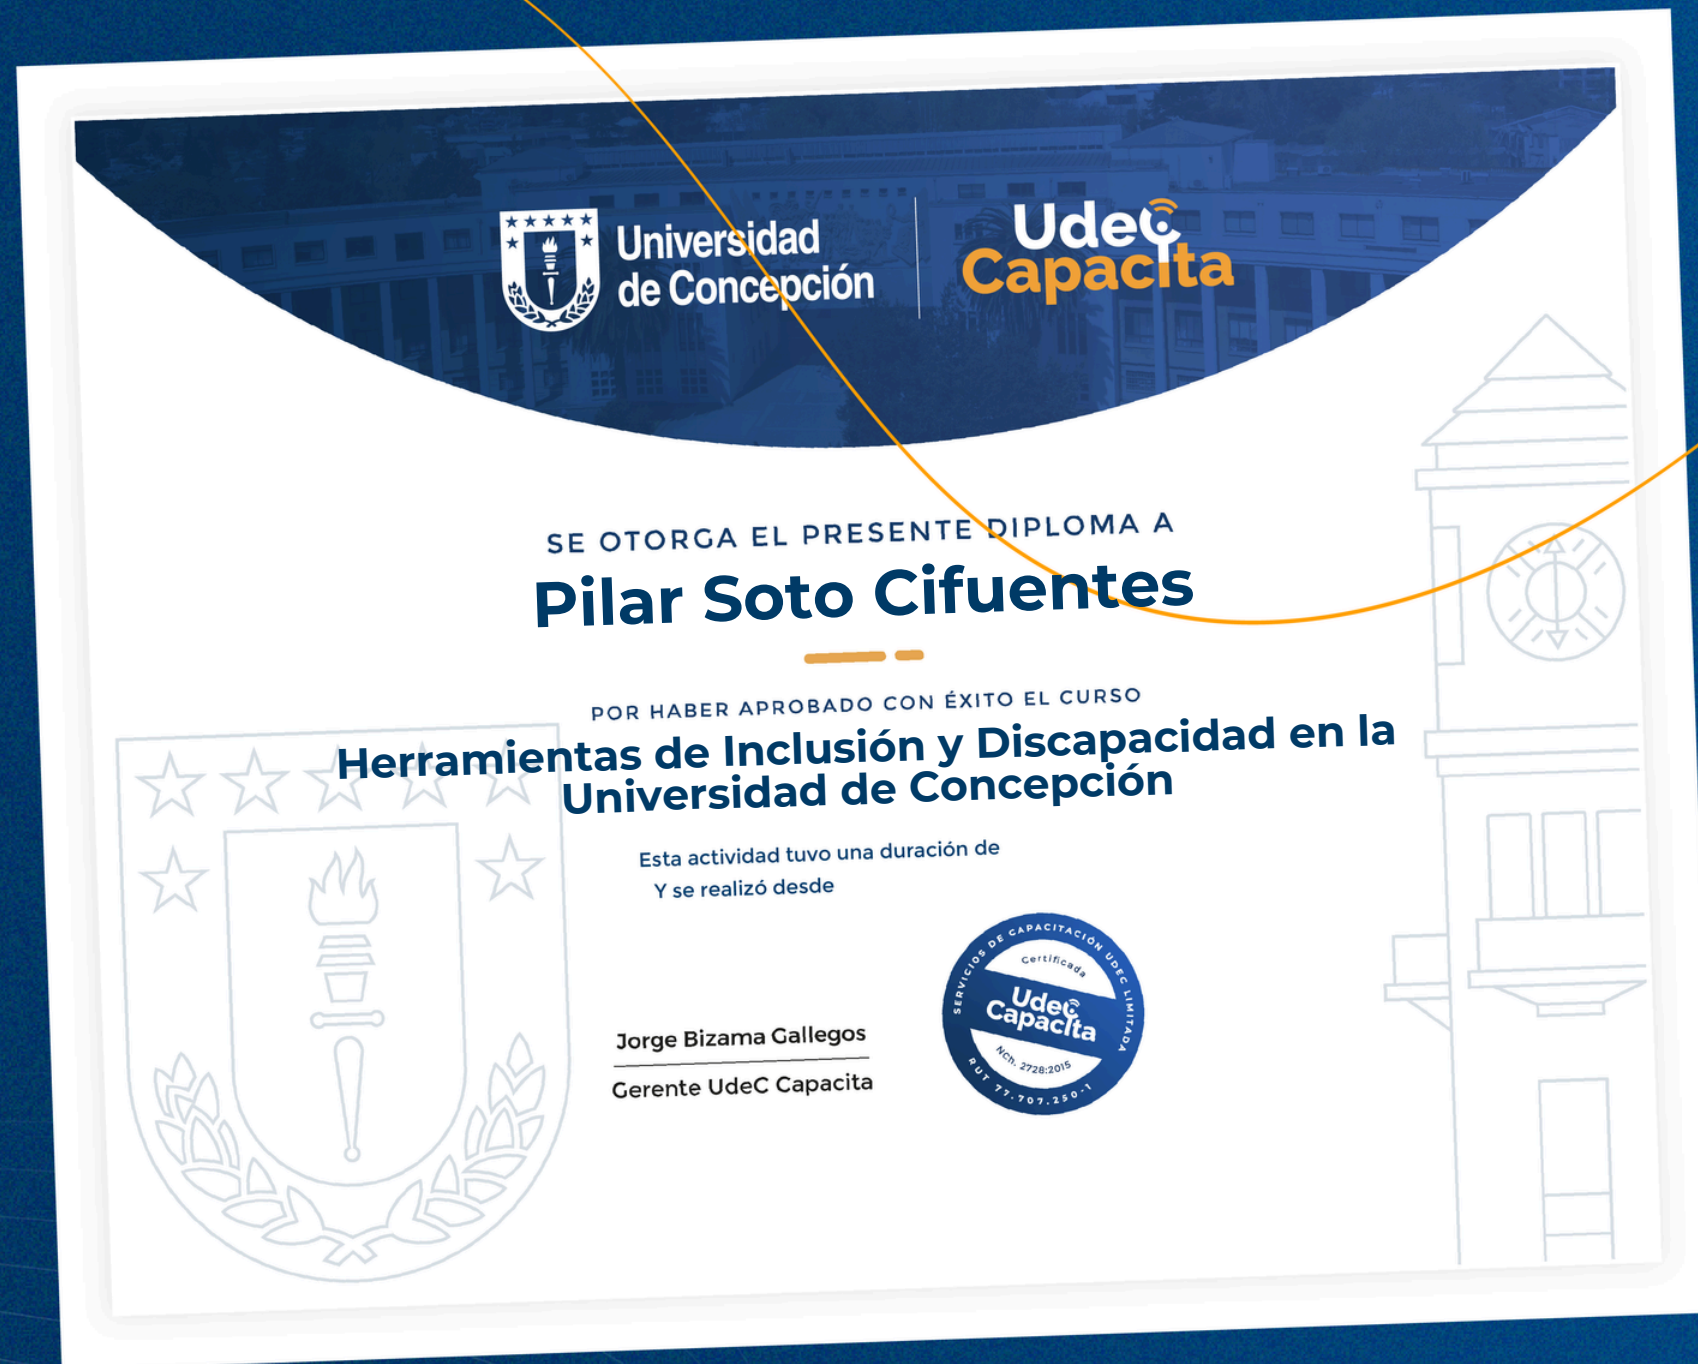 Universidad
de Concepción
UdeC
Capacita
SE OTORGA EL PRESENTE DIPLOMA A
Pilar Soto Cifuentes
POR HABER APROBADO CON ÉXITO EL CURSO
Herramientas de Inclusión y Discapacidad en la
Universidad de Concepción
Esta actividad tuvo una duración de
Y se realizó desde
Jorge Bizama Gallegos
Gerente UdeC Capacita
SERVICIOS DE CAPACITACIÓN UDEC LIMITADA
Certificada
UdeC
Capacita
NCh. 2728:2015
RUT 77.707.250-1